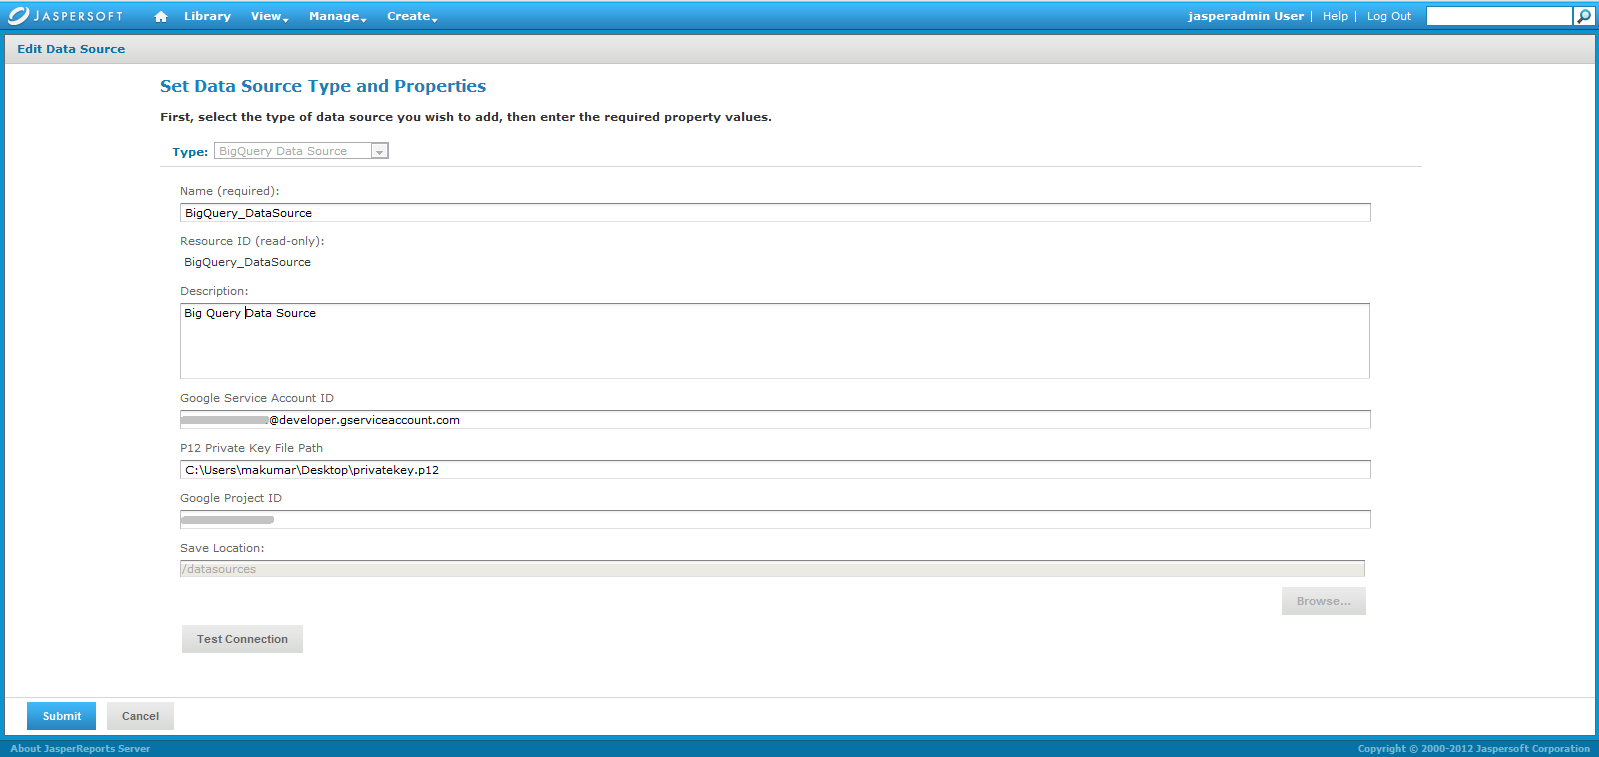 JASPERSOFT Library View Manage Create jasperadmin User | Help | Log Out
Edit Data Source
Set Data Source Type and Properties
First, select the type of data source you wish to add, then enter the required property values.
Type: BigQuery Data Source
Name (required):
BigQuery_DataSource
Resource ID (read-only):
BigQuery_DataSource
Description:
Big Query Data Source
Google Service Account ID
@developer.gserviceaccount.com
P12 Private Key File Path
C:\Users\makumar\Desktop\privatekey.p12
Google Project ID
Save Location:
/datasources
Browse...
Test Connection
Submit Cancel
About JasperReports Server Copyright © 2000-2012 Jaspersoft Corporation